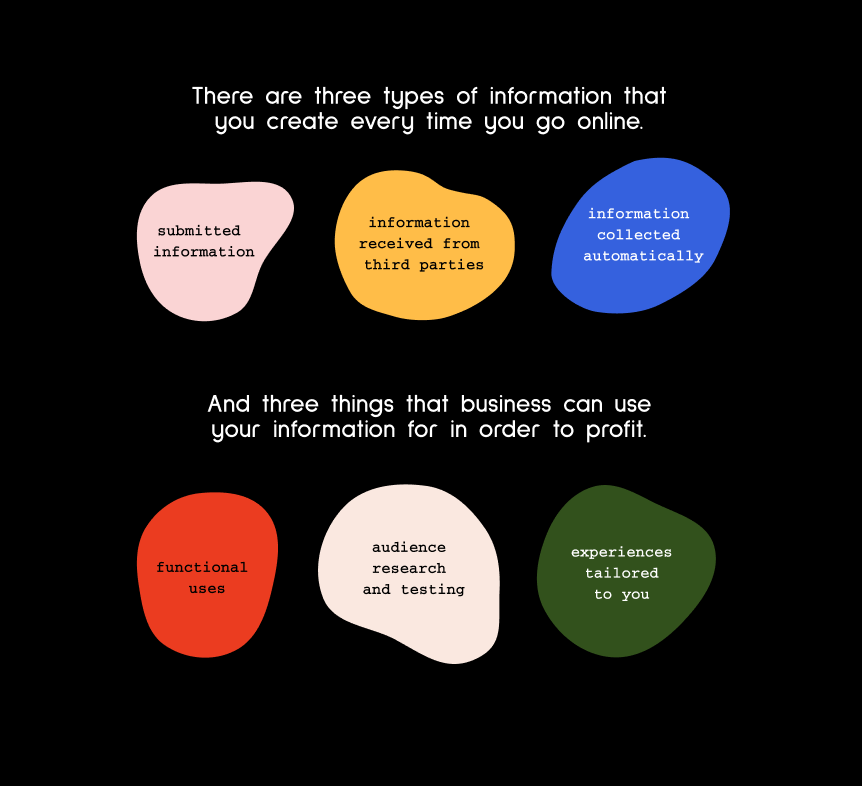 There are three types of information that
you create every time you go online.
submitted
information
information
received from
third parties
information
collected
automatically
And three things that business can use
your information for in order to profit.
functional
uses
audience
research
and testing
experiences
tailored
to you